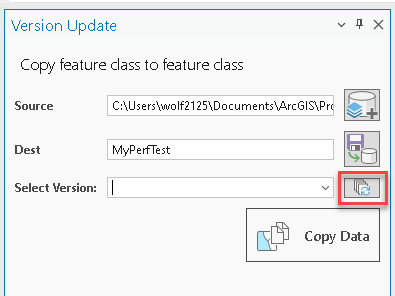 Version Update
Copy feature class to feature class
Source C:\Users\wolf2125\Documents\ArcGIS\Pro
Dest MyPerfTest
Select Version:
Copy Data